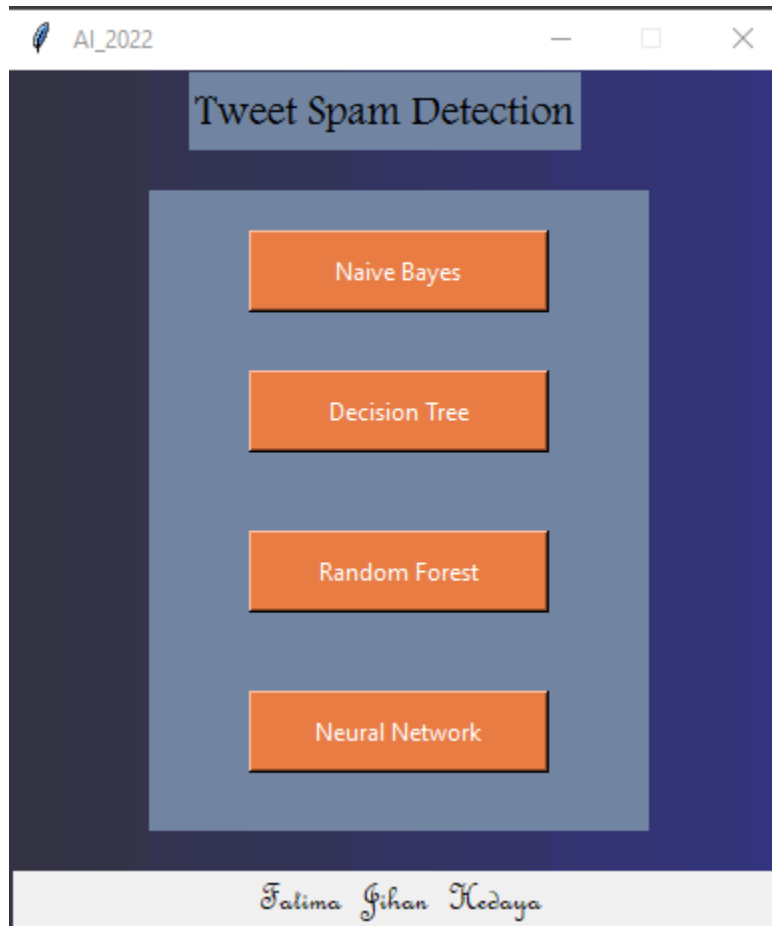 AI_2022
Tweet Spam Detection
Naive Bayes
Decision Tree
Random Forest
Neural Network
Fatima Jihan Hedaya